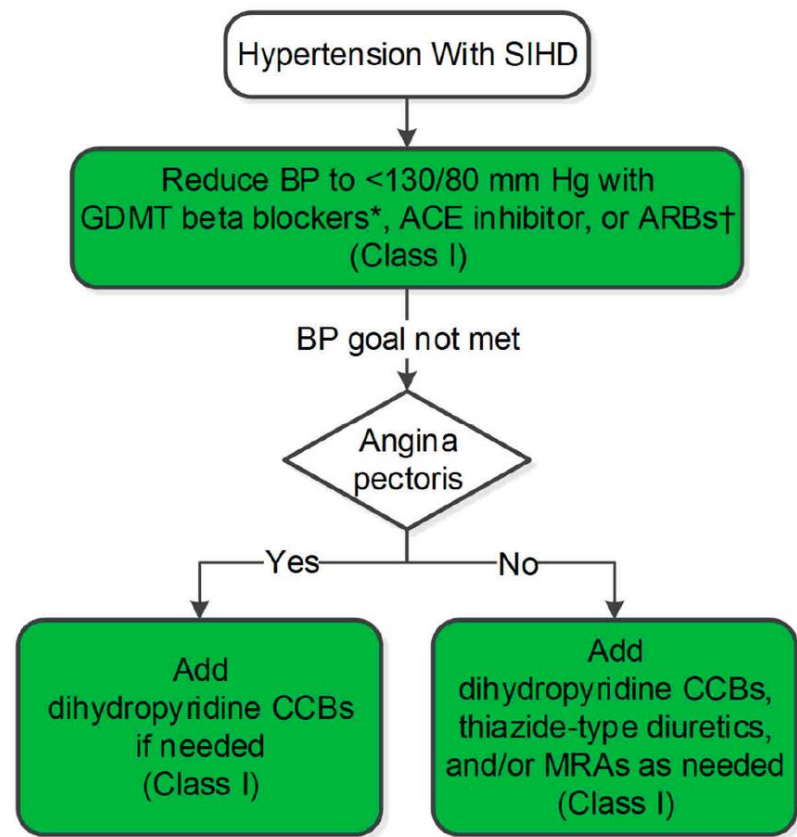 Hypertension With SIHD
Reduce BP to <130/80 mm Hg with
GDMT beta blockers*, ACE inhibitor, or ARBs†
(Class I)
BP goal not met
Angina
pectoris
Yes
No
Add
dihydropyridine CCBs
if needed
(Class I)
Add
dihydropyridine CCBs,
thiazide-type diuretics,
and/or MRAs as needed
(Class I)